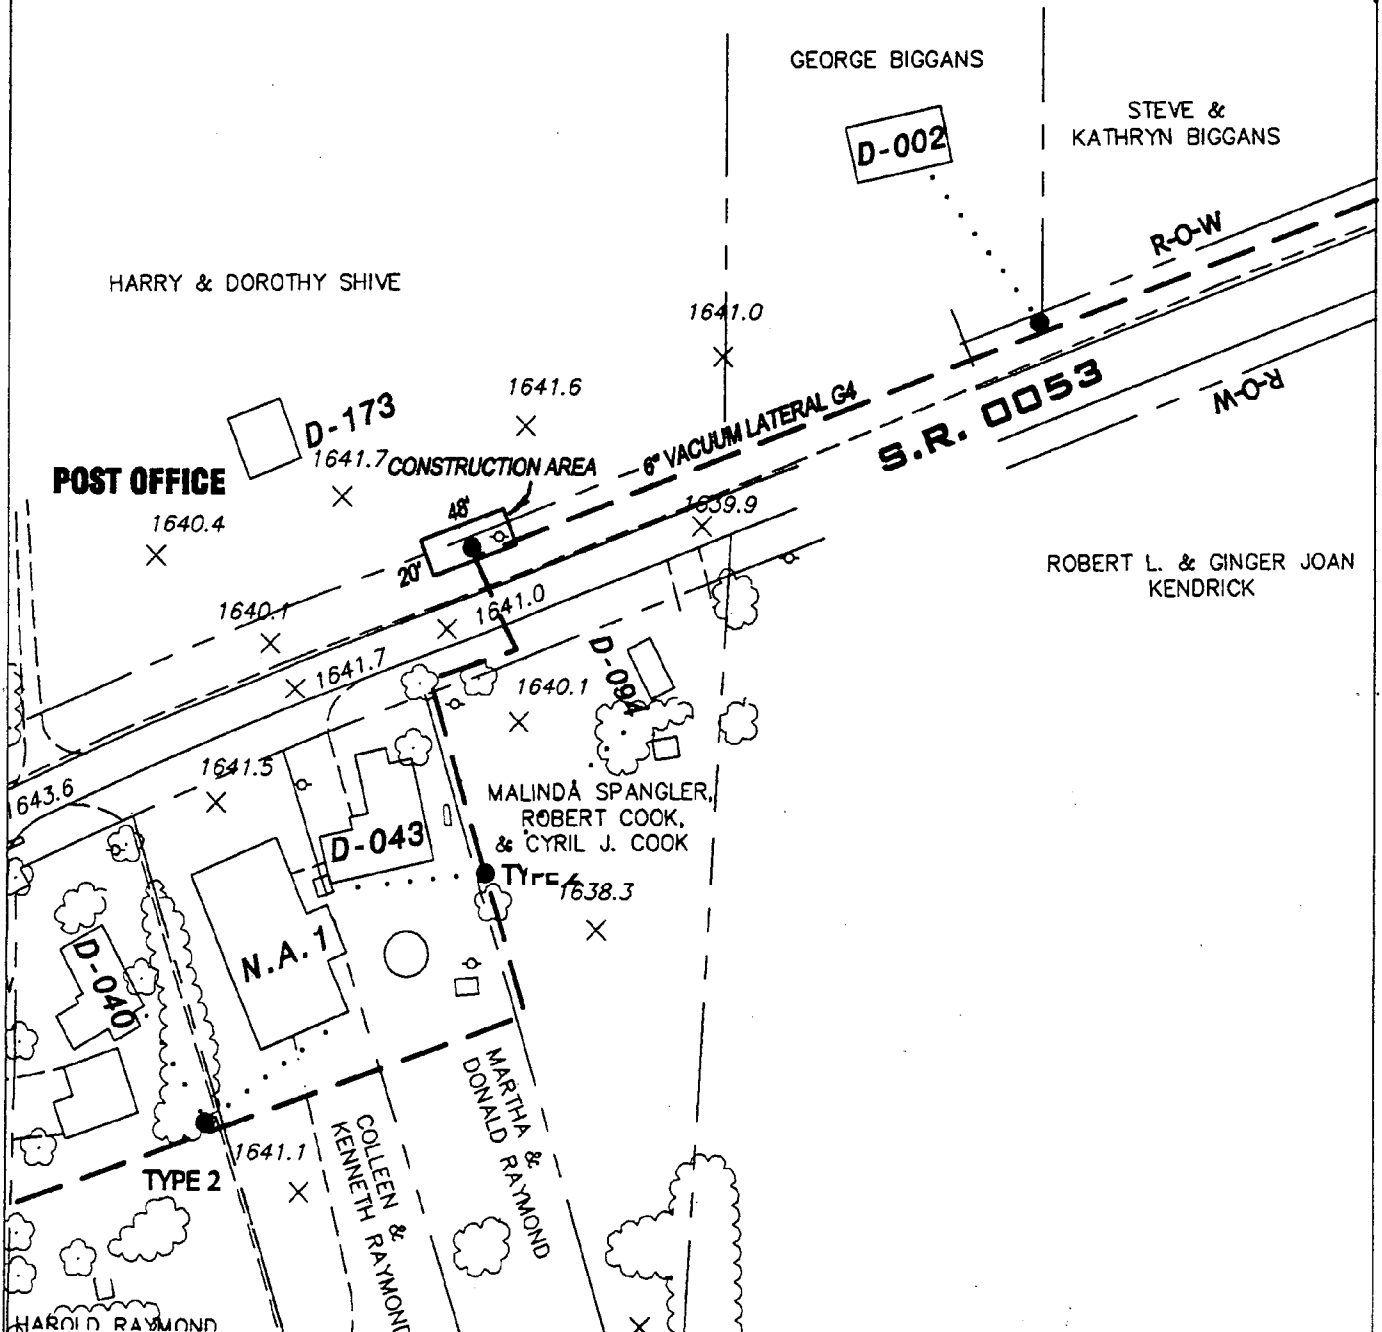 GEORGE BIGGANS
STEVE &
KATHRYN BIGGANS
D-002
R-O-W
HARRY & DOROTHY SHIVE
1641.0
1641.6
D-173
1641.7
CONSTRUCTION AREA
6" VACUUM LATERAL G4
S.R. 0053
R-O-W
POST OFFICE
1640.4
48'
20'
1639.9
ROBERT L. & GINGER JOAN
KENDRICK
1640.1
1641.0
1641.7
D-094
1640.1
1641.5
1643.6
MALINDA SPANGLER,
ROBERT COOK,
& CYRIL J. COOK
D-043
TYPE
1638.3
N.A.1
D-040
MARTHA &
DONALD RAYMOND
COLLEEN &
KENNETH RAYMOND
1641.1
TYPE 2
HAROLD RAYMOND